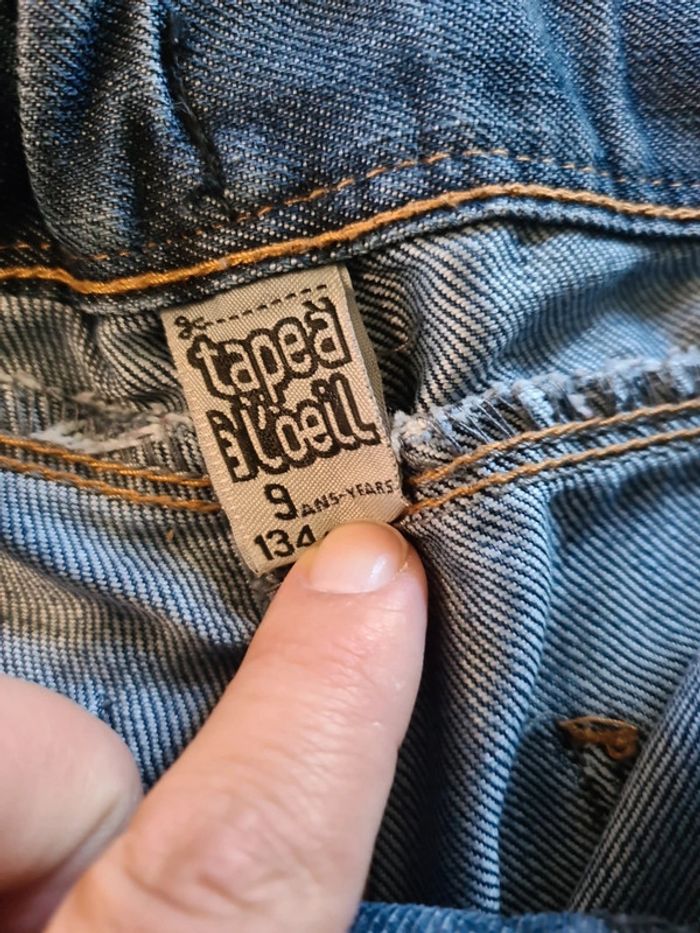 tape à
l'oeil
9 ANS-YEARS
134